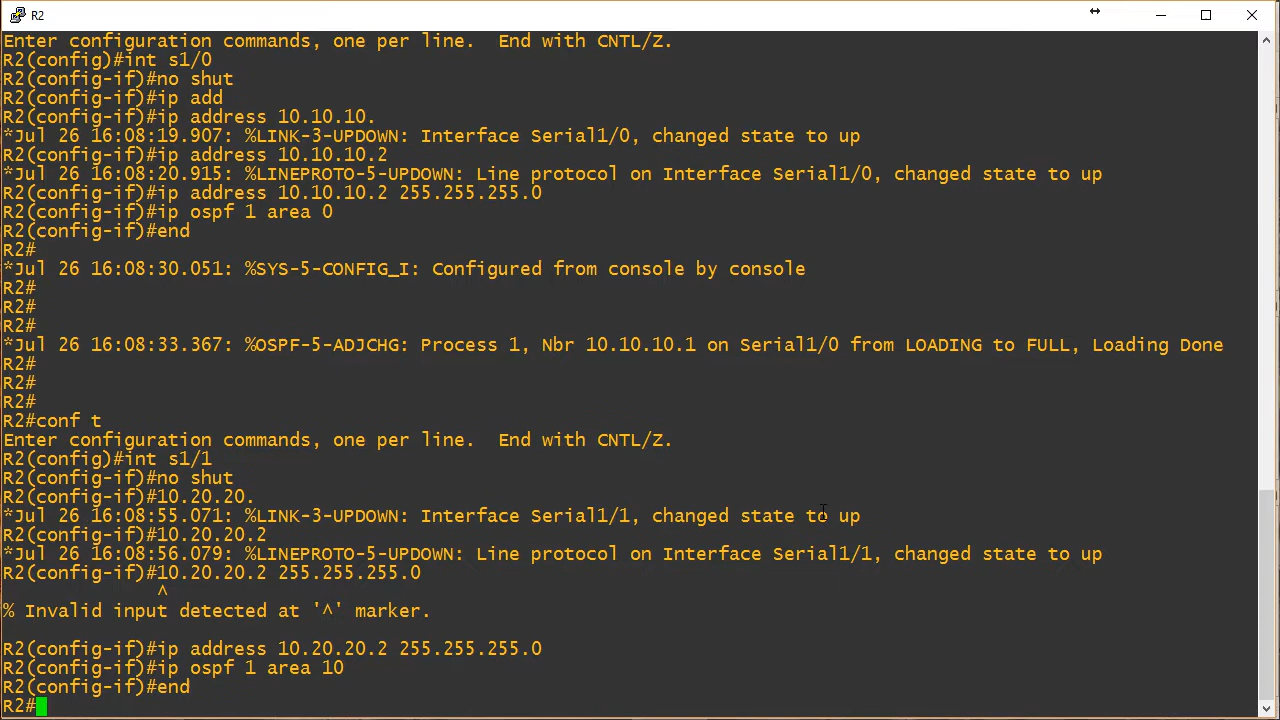 R2
Enter configuration commands, one per line.  End with CNTL/Z.
R2(config)#int s1/0
R2(config-if)#no shut
R2(config-if)#ip add
R2(config-if)#ip address 10.10.10.
*Jul 26 16:08:19.907: %LINK-3-UPDOWN: Interface Serial1/0, changed state to up
R2(config-if)#ip address 10.10.10.2
*Jul 26 16:08:20.915: %LINEPROTO-5-UPDOWN: Line protocol on Interface Serial1/0, changed state to up
R2(config-if)#ip address 10.10.10.2 255.255.255.0
R2(config-if)#ip ospf 1 area 0
R2(config-if)#end
R2#
*Jul 26 16:08:30.051: %SYS-5-CONFIG_I: Configured from console by console
R2#
R2#
R2#
*Jul 26 16:08:33.367: %OSPF-5-ADJCHG: Process 1, Nbr 10.10.10.1 on Serial1/0 from LOADING to FULL, Loading Done
R2#
R2#
R2#
R2#conf t
Enter configuration commands, one per line.  End with CNTL/Z.
R2(config)#int s1/1
R2(config-if)#no shut
R2(config-if)#10.20.20.
*Jul 26 16:08:55.071: %LINK-3-UPDOWN: Interface Serial1/1, changed state to up
R2(config-if)#10.20.20.2
*Jul 26 16:08:56.079: %LINEPROTO-5-UPDOWN: Line protocol on Interface Serial1/1, changed state to up
R2(config-if)#10.20.20.2 255.255.255.0
^
% Invalid input detected at '^' marker.
R2(config-if)#ip address 10.20.20.2 255.255.255.0
R2(config-if)#ip ospf 1 area 10
R2(config-if)#end
R2#